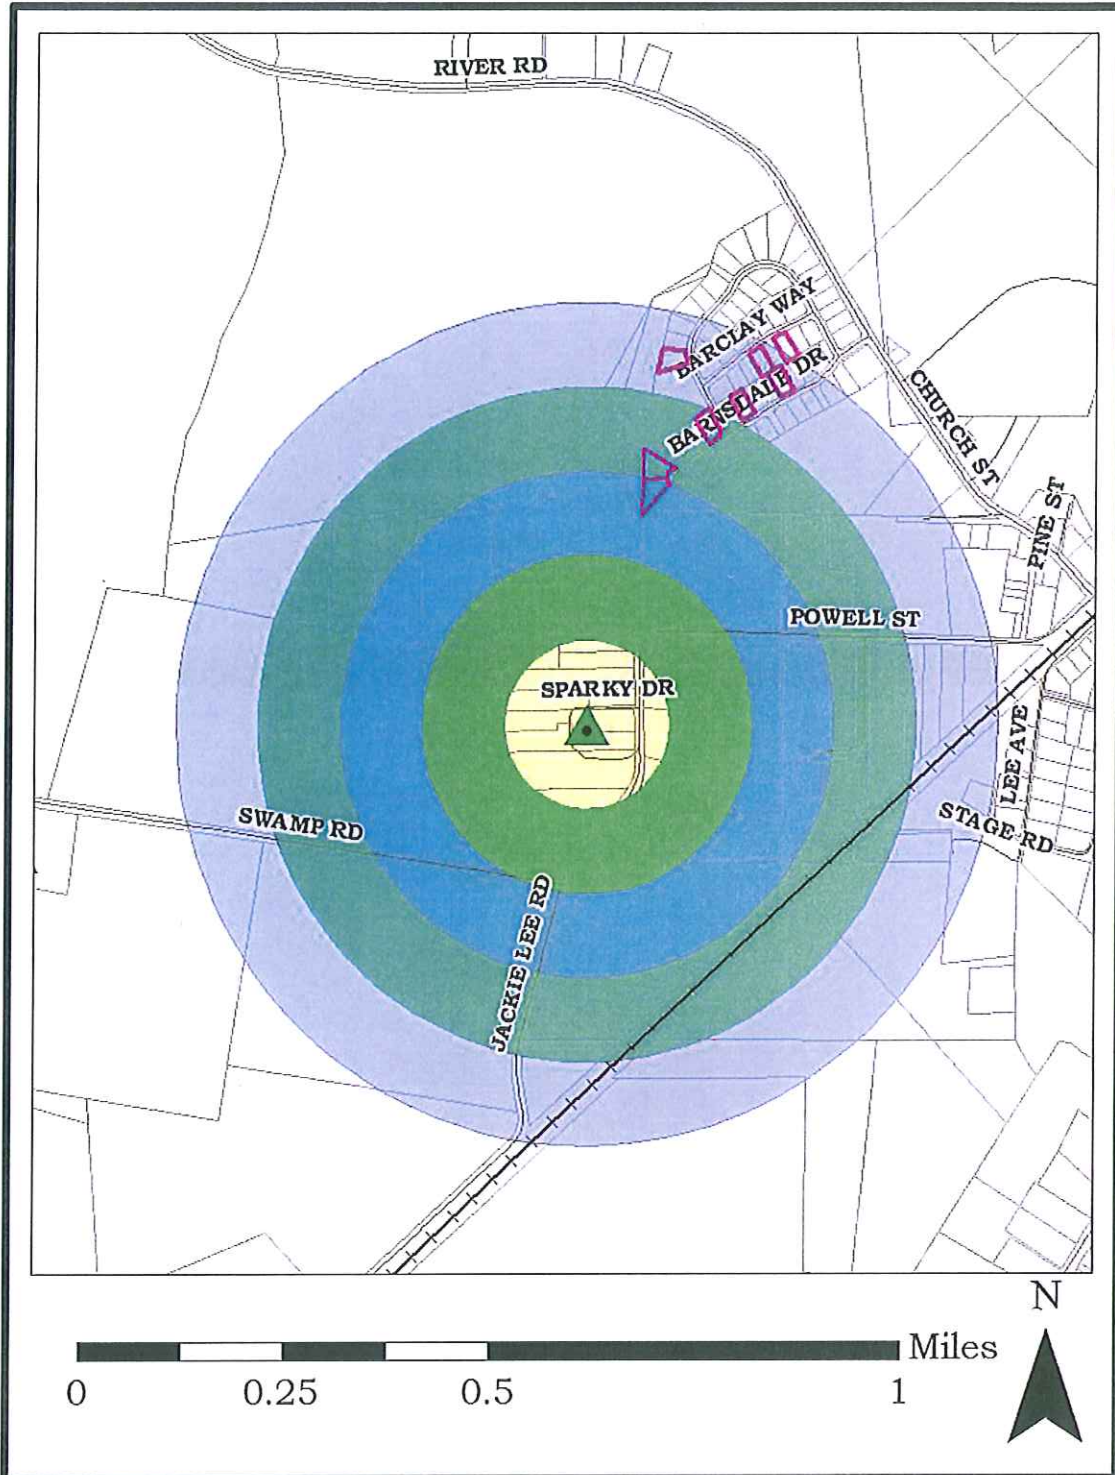 RIVER RD
BARCLAY WAY
BARNSDALE DR
CHURCH ST
PINE ST
POWELL ST
SPARKY DR
LEE AVE
SWAMP RD
STAGE RD
JACKIE LEE RD
N
Miles
0 0.25 0.5 1